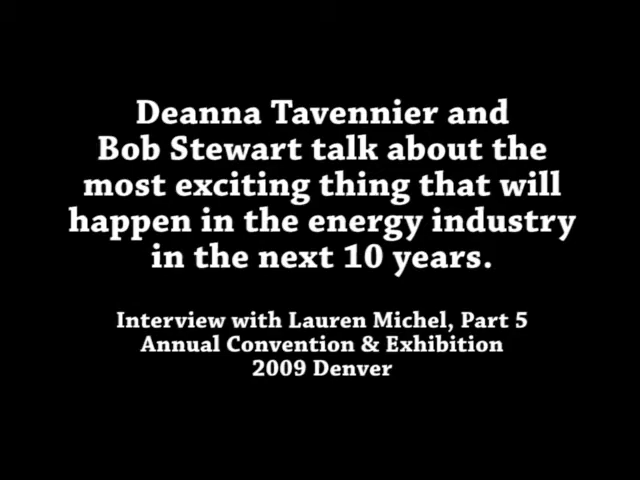 Deanna Tavennier and
Bob Stewart talk about the
most exciting thing that will
happen in the energy industry
in the next 10 years.
Interview with Lauren Michel, Part 5
Annual Convention & Exhibition
2009 Denver